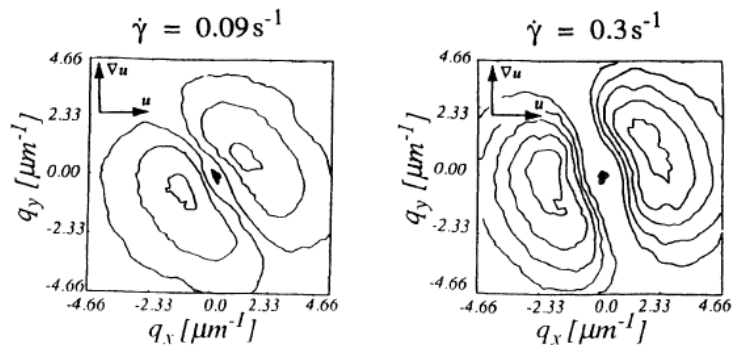 γ̇ = 0.09s⁻¹
4.66
∇u
u
2.33
0.00
-2.33
-4.66
-4.66 -2.33 0.0 2.33 4.66
q_y [μm⁻¹]
q_x [μm⁻¹]
γ̇ = 0.3s⁻¹
4.66
∇u
u
2.33
0.00
-2.33
-4.66
-4.66 -2.33 0.0 2.33 4.66
q_y [μm⁻¹]
q_x [μm⁻¹]